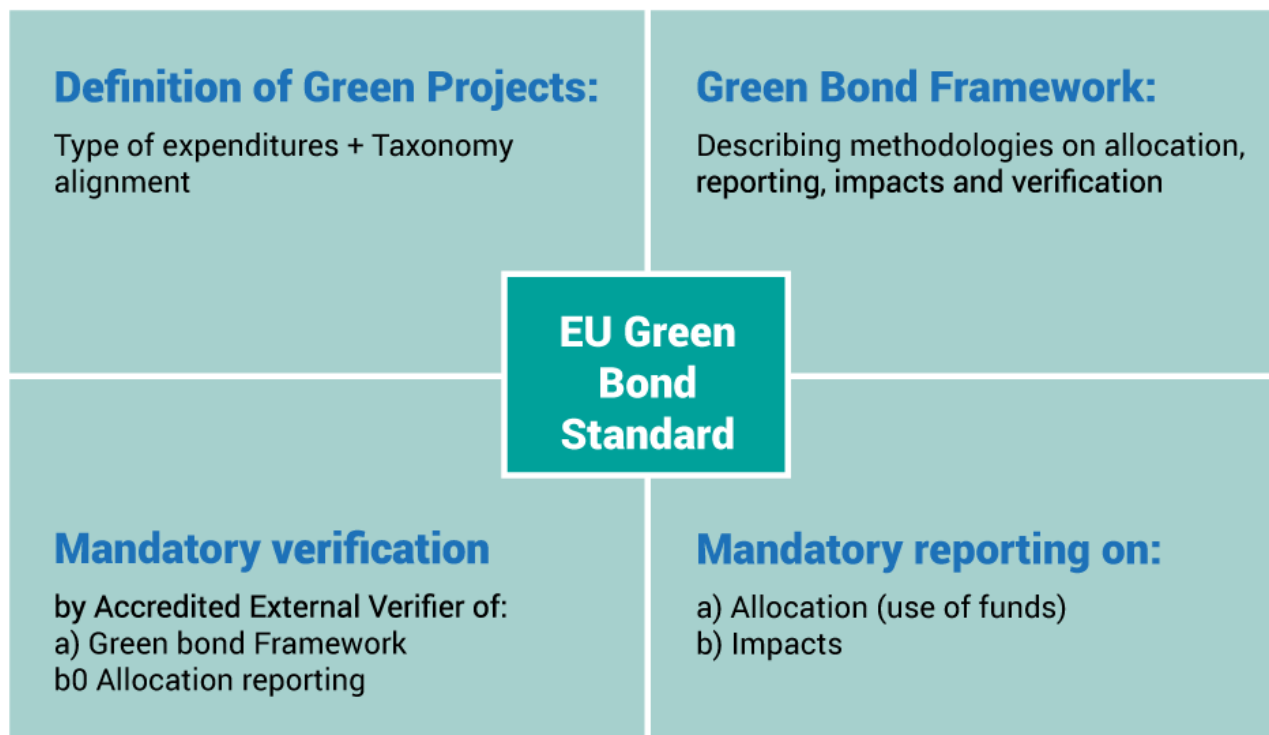 Definition of Green Projects:
Type of expenditures + Taxonomy
alignment
Green Bond Framework:
Describing methodologies on allocation,
reporting, impacts and verification
EU Green
Bond
Standard
Mandatory verification
by Accredited External Verifier of:
a) Green bond Framework
b0 Allocation reporting
Mandatory reporting on:
a) Allocation (use of funds)
b) Impacts